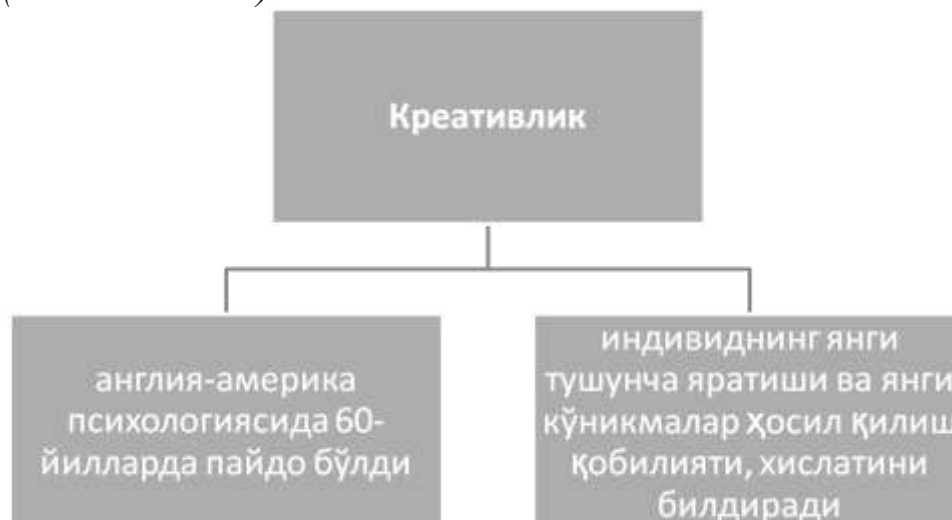 Креативлик
англия-америка
психологиясида 60-
йилларда пайдо бўлди
индивиднинг янги
тушунча яратиши ва янги
кўникмалар ҳосил қилиш
қобилияти, хислатини
билдиради